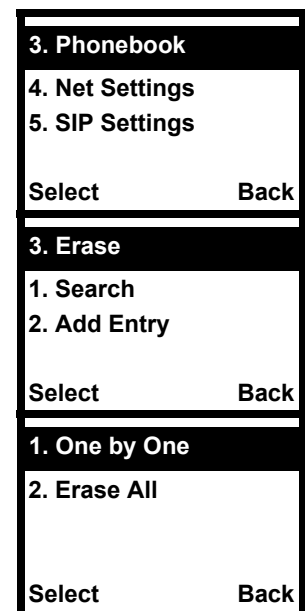 3. Phonebook
4. Net Settings
5. SIP Settings
Select Back
3. Erase
1. Search
2. Add Entry
Select Back
1. One by One
2. Erase All
Select Back